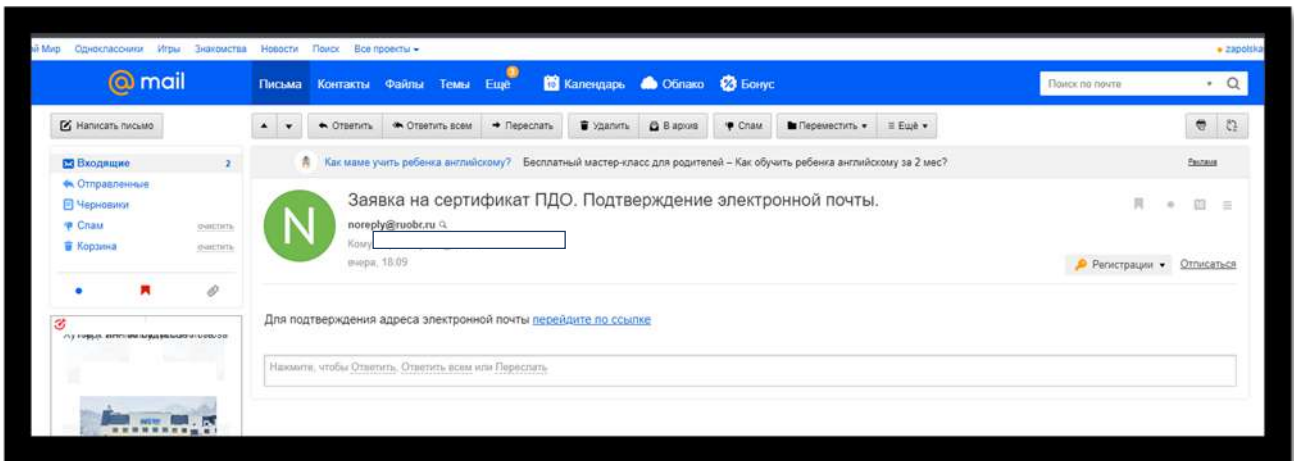 й Мир Одноклассники Игры Знакомства Новости Поиск Все проекты zapolska
@mail Письма Контакты Файлы Темы Ещё 3 10 Календарь Облако Бонус Поиск по почте
Написать письмо Ответить Ответить всем Переслать Удалить В архив Спам Переместить Ещё
Входящие 2
Как маме учить ребенка английскому? Бесплатный мастер-класс для родителей – Как обучить ребенка английскому за 2 мес? Реклама
Отправленные
Черновики
Спам очистить
Корзина очистить
N
Заявка на сертификат ПДО. Подтверждение электронной почты.
noreply@ruobr.ru
Кому
вчера, 18:09
Регистрации Отписаться
Для подтверждения адреса электронной почты перейдите по ссылке
Нажмите, чтобы Ответить, Ответить всем или Переслать